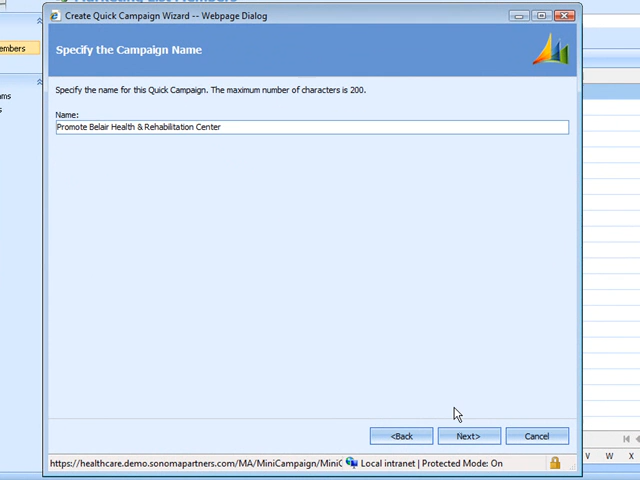 Create Quick Campaign Wizard -- Webpage Dialog
Specify the Campaign Name
Specify the name for this Quick Campaign. The maximum number of characters is 200.
Name:
Promote Belair Health & Rehabilitation Center
<Back
Next>
Cancel
https://healthcare.demo.sonomapartners.com/MA/MiniCampaign/MiniC
Local intranet | Protected Mode: On
V W X